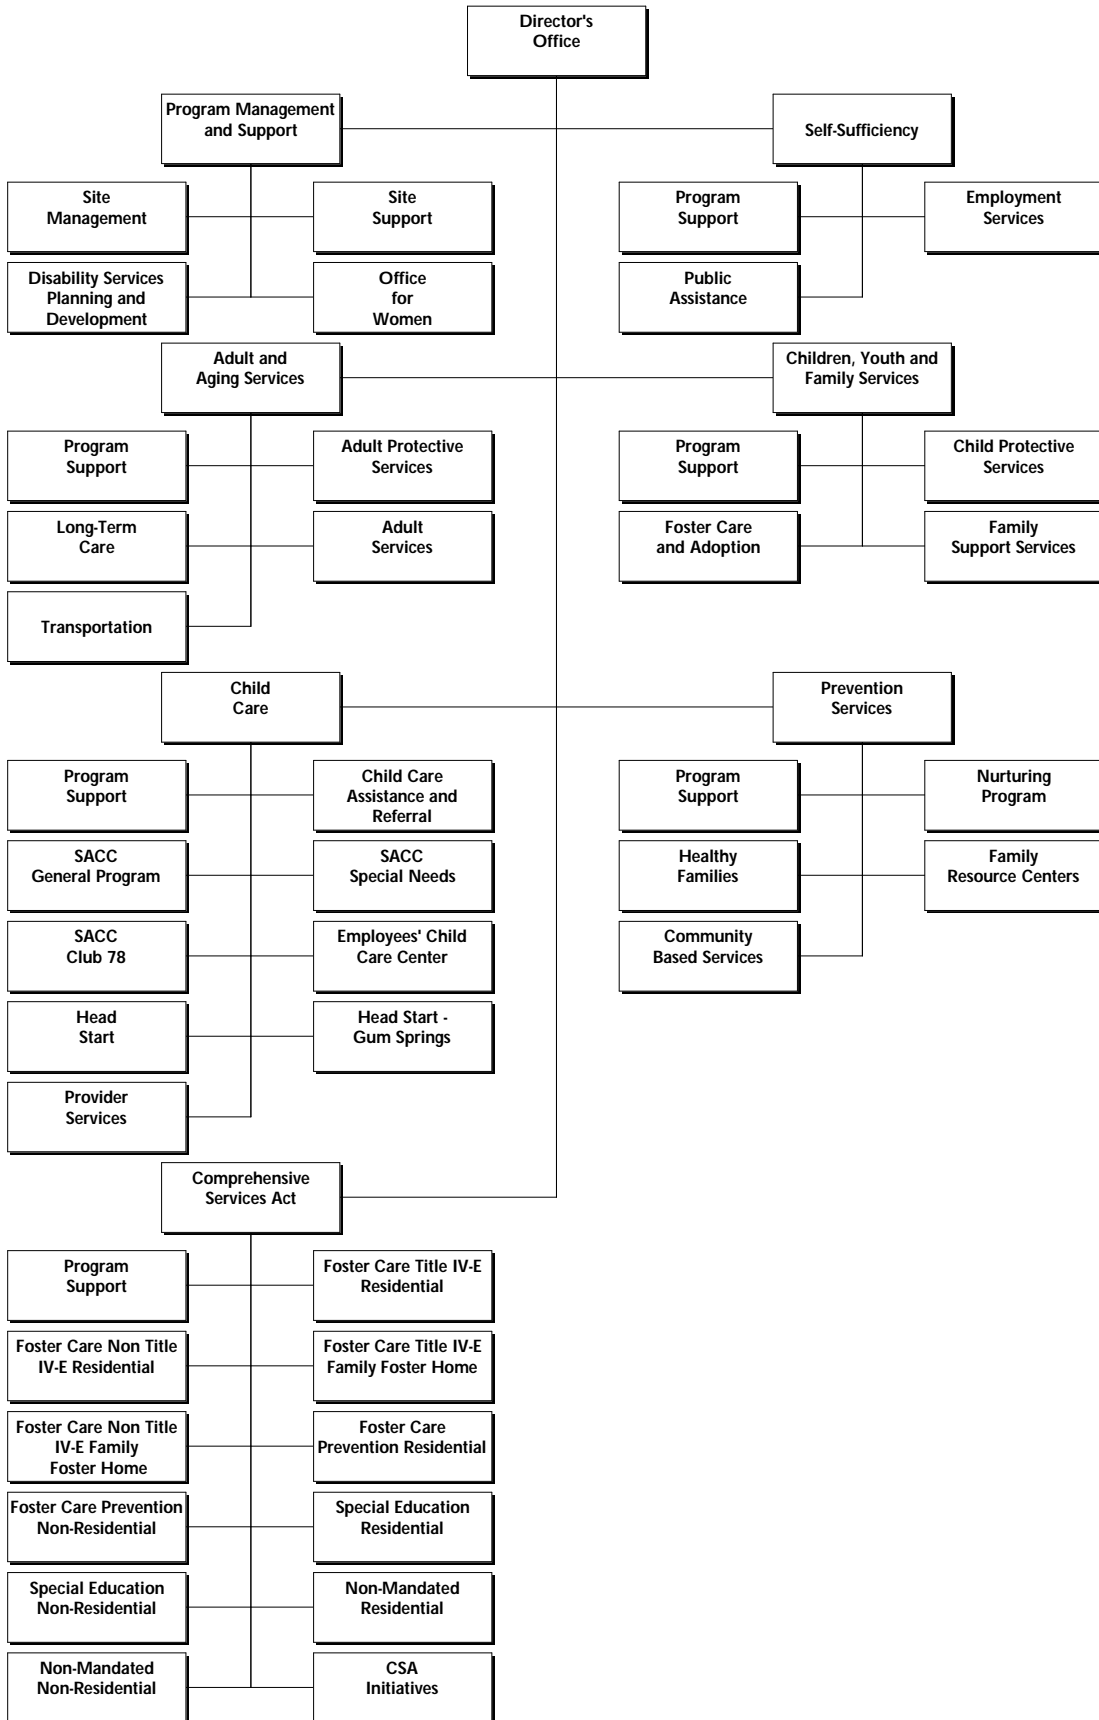 Director's
Office
Program Management
and Support
Self-Sufficiency
Site
Management
Site
Support
Program
Support
Employment
Services
Disability Services
Planning and
Development
Office
for
Women
Public
Assistance
Adult and
Aging Services
Children, Youth and
Family Services
Program
Support
Adult Protective
Services
Program
Support
Child Protective
Services
Long-Term
Care
Adult
Services
Foster Care
and Adoption
Family
Support Services
Transportation
Child
Care
Prevention
Services
Program
Support
Child Care
Assistance and
Referral
Program
Support
Nurturing
Program
SACC
General Program
SACC
Special Needs
Healthy
Families
Family
Resource Centers
SACC
Club 78
Employees' Child
Care Center
Community
Based Services
Head
Start
Head Start -
Gum Springs
Provider
Services
Comprehensive
Services Act
Program
Support
Foster Care Title IV-E
Residential
Foster Care Non Title
IV-E Residential
Foster Care Title IV-E
Family Foster Home
Foster Care Non Title
IV-E Family
Foster Home
Foster Care
Prevention Residential
Foster Care Prevention
Non-Residential
Special Education
Residential
Special Education
Non-Residential
Non-Mandated
Residential
Non-Mandated
Non-Residential
CSA
Initiatives